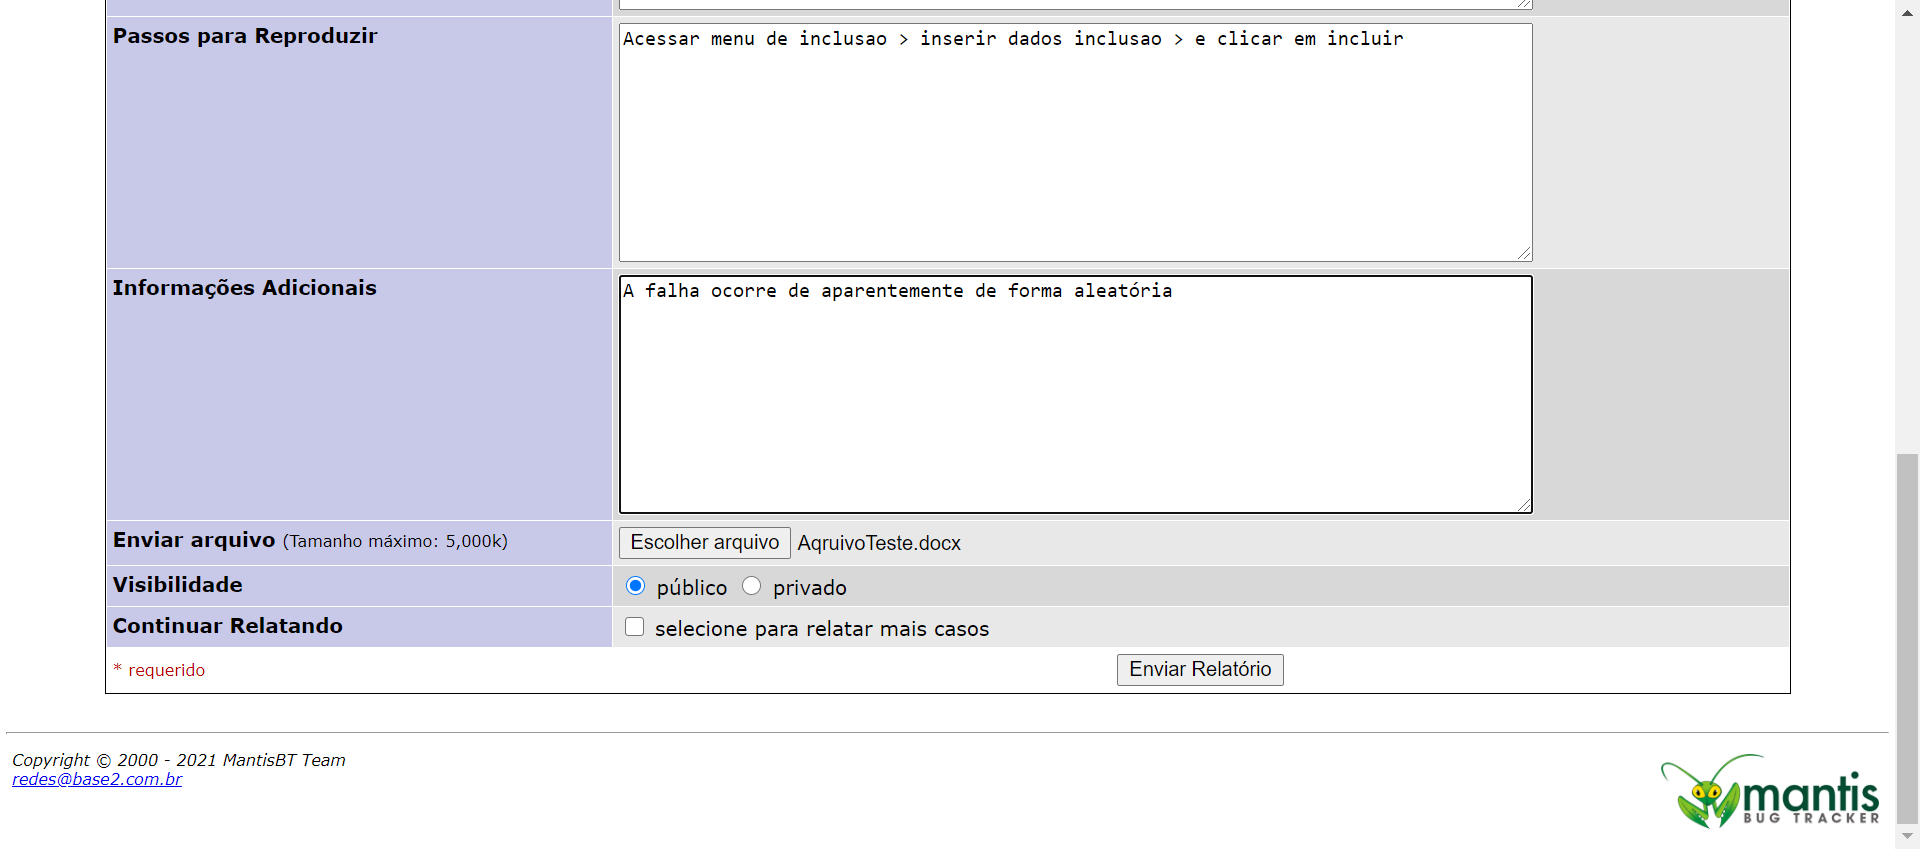 Passos para Reproduzir
Acessar menu de inclusao > inserir dados inclusao > e clicar em incluir
Informações Adicionais
A falha ocorre de aparentemente de forma aleatória
Enviar arquivo (Tamanho máximo: 5,000k)
Escolher arquivo AqruivoTeste.docx
Visibilidade
público privado
Continuar Relatando
selecione para relatar mais casos
* requerido
Enviar Relatório
Copyright © 2000 - 2021 MantisBT Team
redes@base2.com.br
mantis
BUG TRACKER